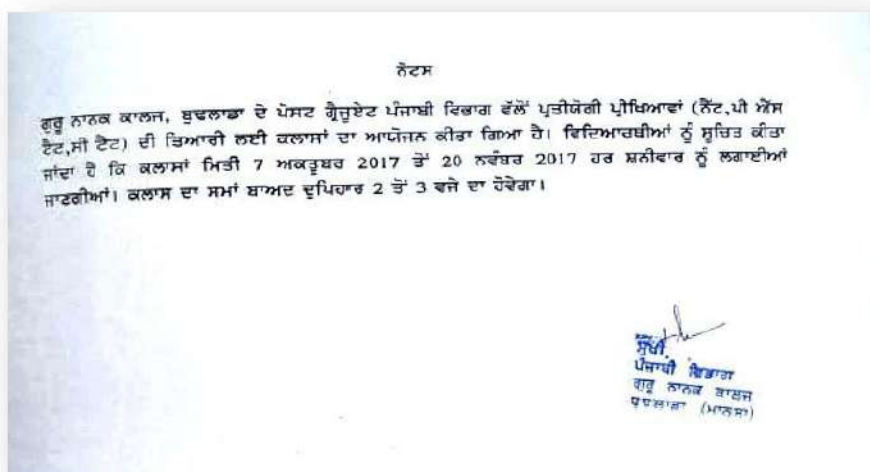 ਨੋਟਸ
ਗੁਰੂ ਨਾਨਕ ਕਾਲਜ, ਬੁਢਲਾਡਾ ਦੇ ਪੋਸਟ ਗ੍ਰੈਜੂਏਟ ਪੰਜਾਬੀ ਵਿਭਾਗ ਵੱਲੋਂ ਪ੍ਰਤੀਯੋਗੀ ਪ੍ਰੀਖਿਆਵਾਂ (ਨੈੱਟ,ਪੀ ਐੱਸ
ਟੈਟ,ਸੀ ਟੈਟ) ਦੀ ਤਿਆਰੀ ਲਈ ਕਲਾਸਾਂ ਦਾ ਆਯੋਜਨ ਕੀਤਾ ਗਿਆ ਹੈ। ਵਿਦਿਆਰਥੀਆਂ ਨੂੰ ਸੂਚਿਤ ਕੀਤਾ
ਜਾਂਦਾ ਹੈ ਕਿ ਕਲਾਸਾਂ ਮਿਤੀ 7 ਅਕਤੂਬਰ 2017 ਤੋਂ 20 ਨਵੰਬਰ 2017 ਹਰ ਸ਼ਨੀਵਾਰ ਨੂੰ ਲਗਾਈਆਂ
ਜਾਣਗੀਆਂ। ਕਲਾਸ ਦਾ ਸਮਾਂ ਬਾਅਦ ਦੁਪਿਹਾਰ 2 ਤੋਂ 3 ਵਜੇ ਦਾ ਹੋਵੇਗਾ।
ਮੁਖੀ
ਪੰਜਾਬੀ ਵਿਭਾਗ
ਗੁਰੂ ਨਾਨਕ ਕਾਲਜ
ਬੁਢਲਾਡਾ (ਮਾਨਸਾ)